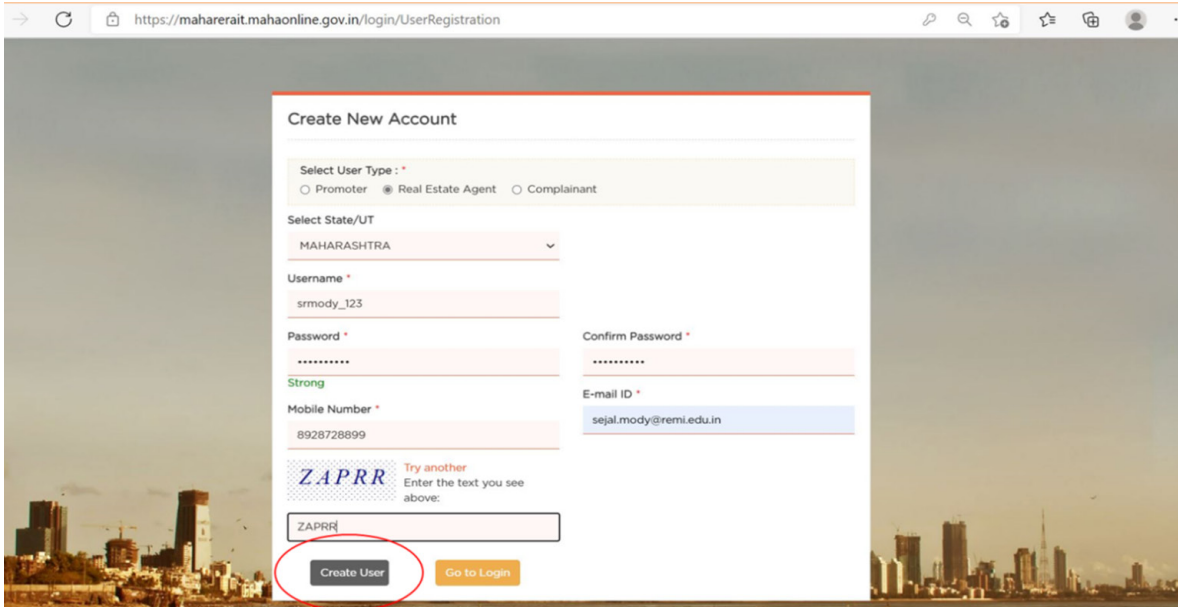 https://maharerait.mahaonline.gov.in/login/UserRegistration
Create New Account
Select User Type : *
Promoter Real Estate Agent Complainant
Select State/UT
MAHARASHTRA
Username *
srmody_123
Password * Confirm Password *
•••••••••• ••••••••••
Strong
E-mail ID *
Mobile Number *
sejal.mody@remi.edu.in
8928728899
ZAPRR
Try another
Enter the text you see
above:
ZAPRR
Create User Go to Login